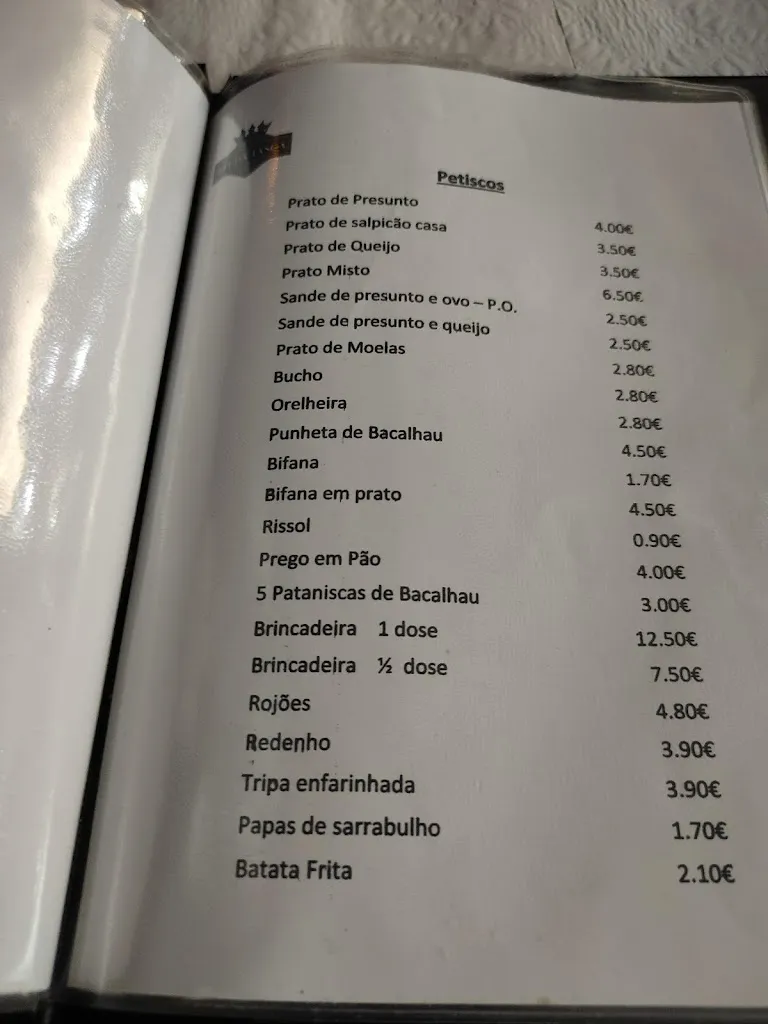 Petiscos
Prato de Presunto 4.00€
Prato de salpicão casa 3.50€
Prato de Queijo 3.50€
Prato Misto 6.50€
Sande de presunto e ovo – P.O. 2.50€
Sande de presunto e queijo 2.50€
Prato de Moelas 2.80€
Bucho 2.80€
Orelheira 2.80€
Punheta de Bacalhau 4.50€
Bifana 1.70€
Bifana em prato 4.50€
Rissol 0.90€
Prego em Pão 4.00€
5 Pataniscas de Bacalhau 3.00€
Brincadeira 1 dose 12.50€
Brincadeira ½ dose 7.50€
Rojões 4.80€
Redenho 3.90€
Tripa enfarinhada 3.90€
Papas de sarrabulho 1.70€
Batata Frita 2.10€